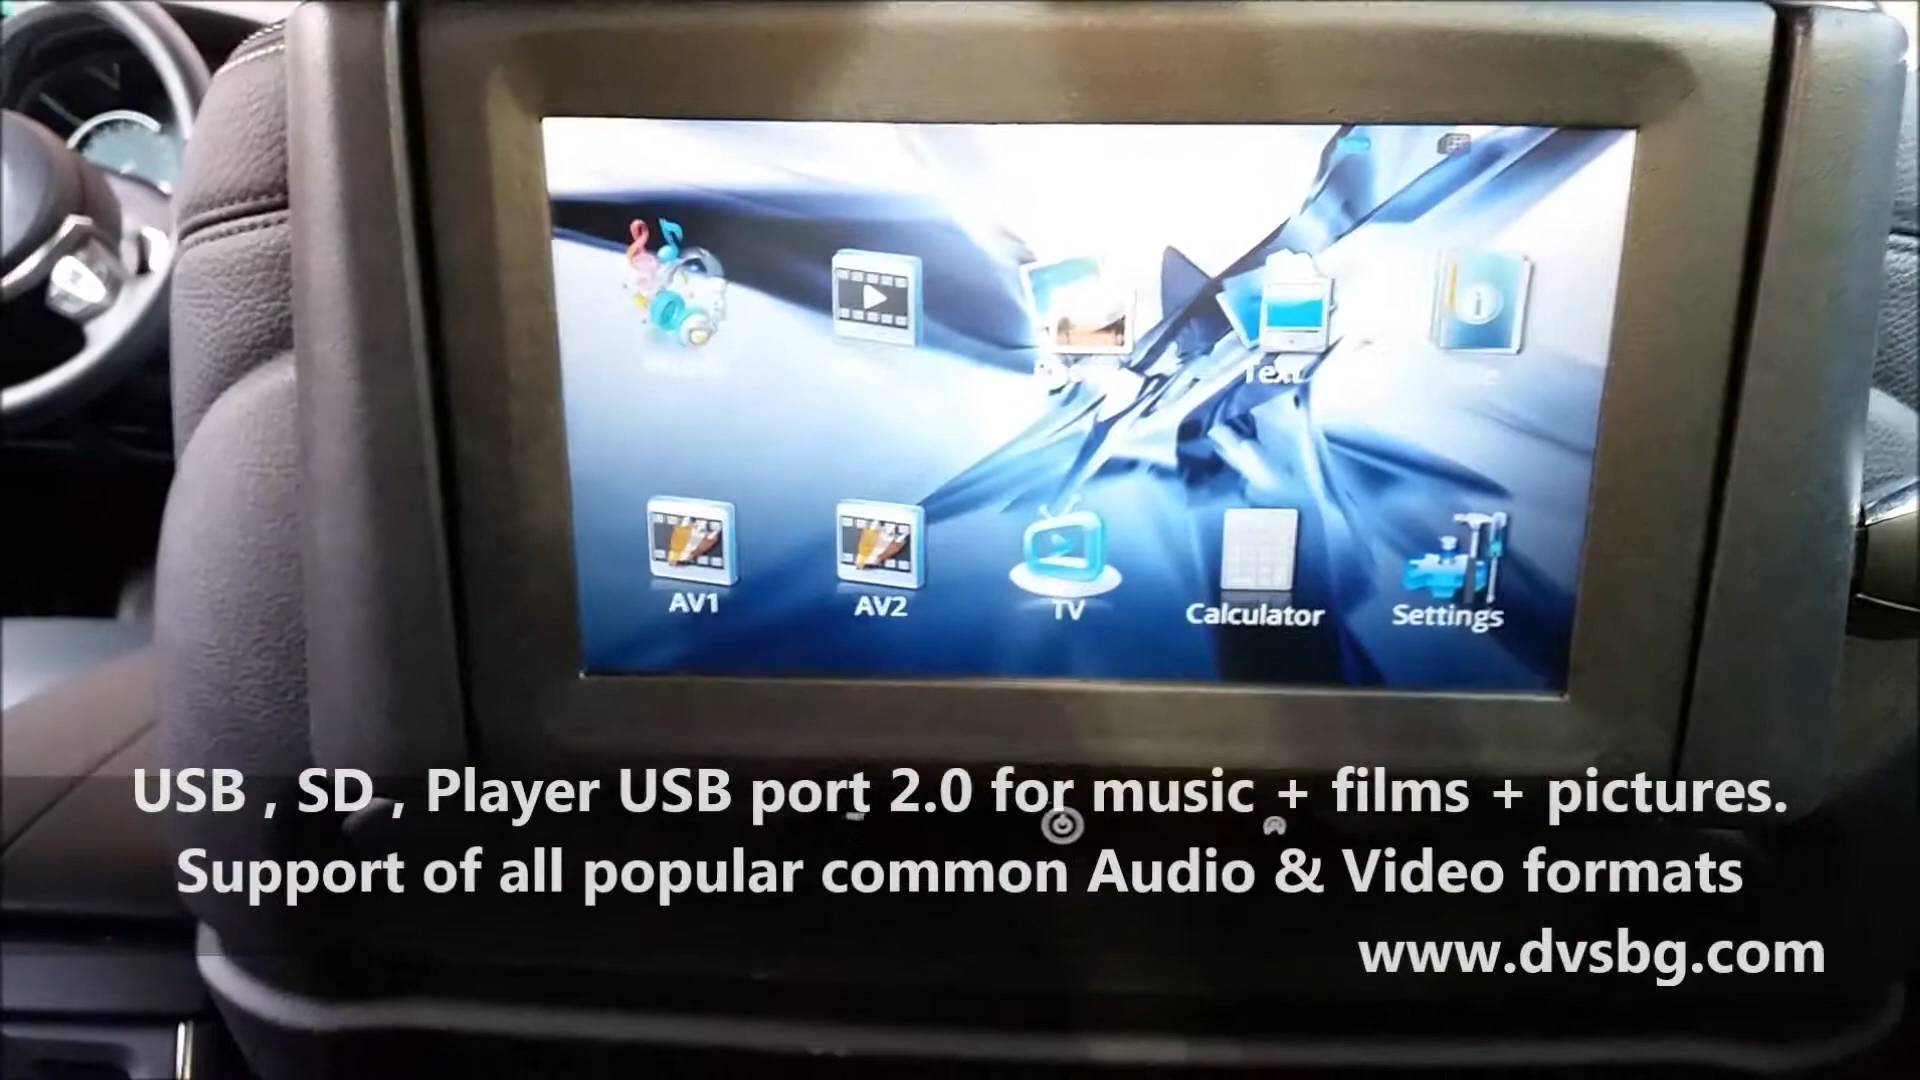 Text
AV1 AV2 TV Calculator Settings
USB , SD , Player USB port 2.0 for music + films + pictures.
Support of all popular common Audio & Video formats
www.dvsbg.com